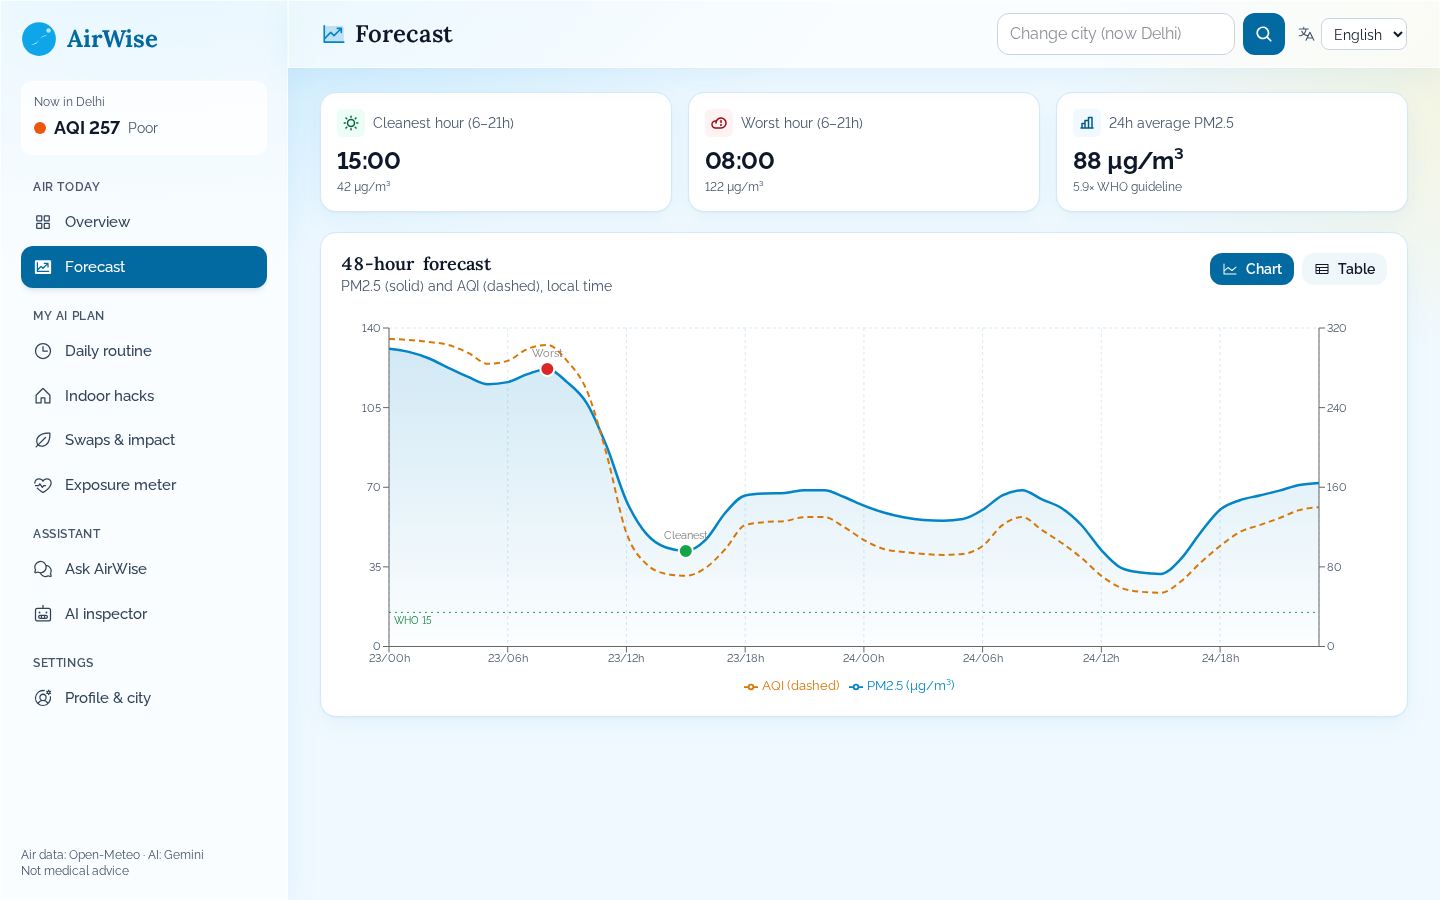 AirWise
Now in Delhi
AQI 257 Poor
AIR TODAY
Overview
Forecast
MY AI PLAN
Daily routine
Indoor hacks
Swaps & impact
Exposure meter
ASSISTANT
Ask AirWise
AI inspector
SETTINGS
Profile & city
Air data: Open-Meteo · AI: Gemini
Not medical advice
Forecast
Change city (now Delhi)
English
Cleanest hour (6–21h)
15:00
42 µg/m³
Worst hour (6–21h)
08:00
122 µg/m³
24h average PM2.5
88 µg/m³
5.9× WHO guideline
48-hour forecast
PM2.5 (solid) and AQI (dashed), local time
Chart
Table
140
105
70
35
0
320
240
160
80
0
Worst
Cleanest
WHO 15
23/00h 23/06h 23/12h 23/18h 24/00h 24/06h 24/12h 24/18h
AQI (dashed) PM2.5 (µg/m³)